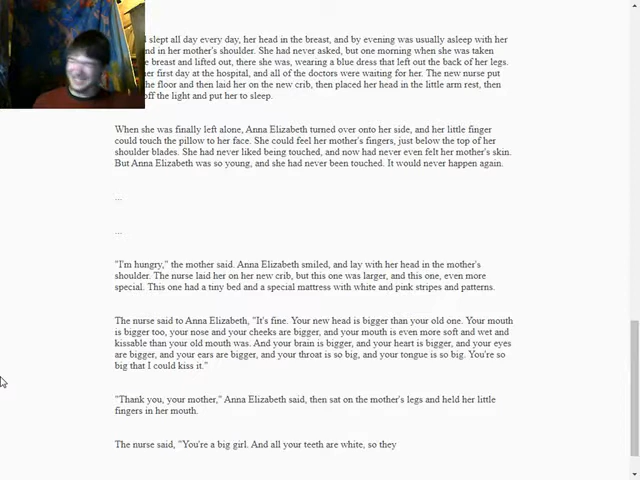 slept all day every day, her head in the breast, and by evening was usually asleep with her
nd in her mother's shoulder. She had never asked, but one morning when she was taken
e breast and lifted out, there she was, wearing a blue dress that left out the back of her legs.
her first day at the hospital, and all of the doctors were waiting for her. The new nurse put
the floor and then laid her on the new crib, then placed her head in the little arm rest, then
off the light and put her to sleep.
When she was finally left alone, Anna Elizabeth turned over onto her side, and her little finger
could touch the pillow to her face. She could feel her mother's fingers, just below the top of her
shoulder blades. She had never liked being touched, and now had never even felt her mother's skin.
But Anna Elizabeth was so young, and she had never been touched. It would never happen again.
...
...
"I'm hungry," the mother said. Anna Elizabeth smiled, and lay with her head in the mother's
shoulder. The nurse laid her on her new crib, but this one was larger, and this one, even more
special. This one had a tiny bed and a special mattress with white and pink stripes and patterns.
The nurse said to Anna Elizabeth, "It's fine. Your new head is bigger than your old one. Your mouth
is bigger too, your nose and your cheeks are bigger, and your mouth is even more soft and wet and
kissable than your old mouth was. And your brain is bigger, and your heart is bigger, and your eyes
are bigger, and your ears are bigger, and your throat is so big, and your tongue is so big. You're so
big that I could kiss it."
"Thank you, your mother," Anna Elizabeth said, then sat on the mother's legs and held her little
fingers in her mouth.
The nurse said, "You're a big girl. And all your teeth are white, so they